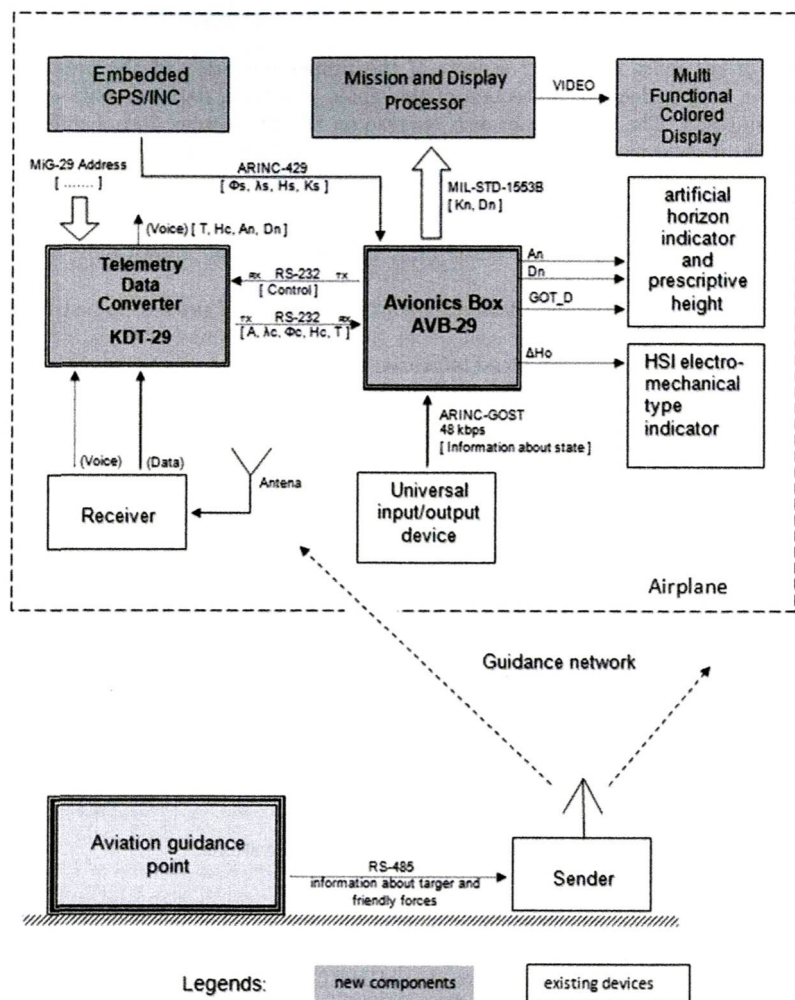 Embedded
GPS/INC
Mission and Display
Processor
VIDEO
Multi
Functional
Colored
Display
MiG-29 Address
[ ....... ]
ARINC-429
[ Φs, λs, Hs, Ks ]
MIL-STD-1553B
[ Kn, Dn ]
(Voice) [ T, Hc, An, Dn ]
Telemetry
Data
Converter
KDT-29
RX RS-232 TX
[ Control ]
TX RS-232 RX
[ A, λc, Φc, Hc, T ]
Avionics Box
AVB-29
An
Dn
GOT_D
ΔHo
artificial
horizon
indicator
and
prescriptive
height
HSI electro-
mechanical
type
indicator
ARINC-GOST
48 kbps
[ Information about state ]
(Voice)
(Data)
Antena
Receiver
Universal
input/output
device
Airplane
Guidance network
Aviation guidance
point
RS-485
information about targer and
friendly forces
Sender
Legends:
new components
existing devices